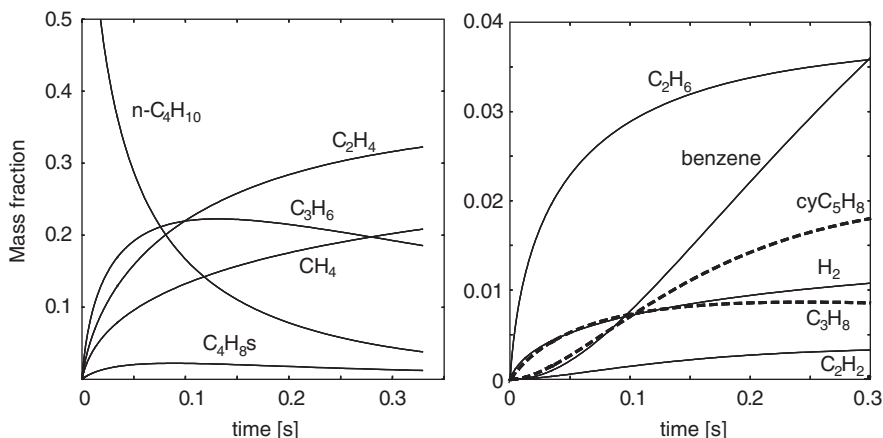 0.5
0.4
0.3
0.2
0.1
Mass fraction
n-C₄H₁₀
C₂H₄
C₃H₆
CH₄
C₄H₈s
0
0.1
0.2
0.3
time [s]
0.04
0.03
0.02
0.01
0
C₂H₆
benzene
cyC₅H₈
H₂
C₃H₈
C₂H₂
0
0.1
0.2
0.3
time [s]